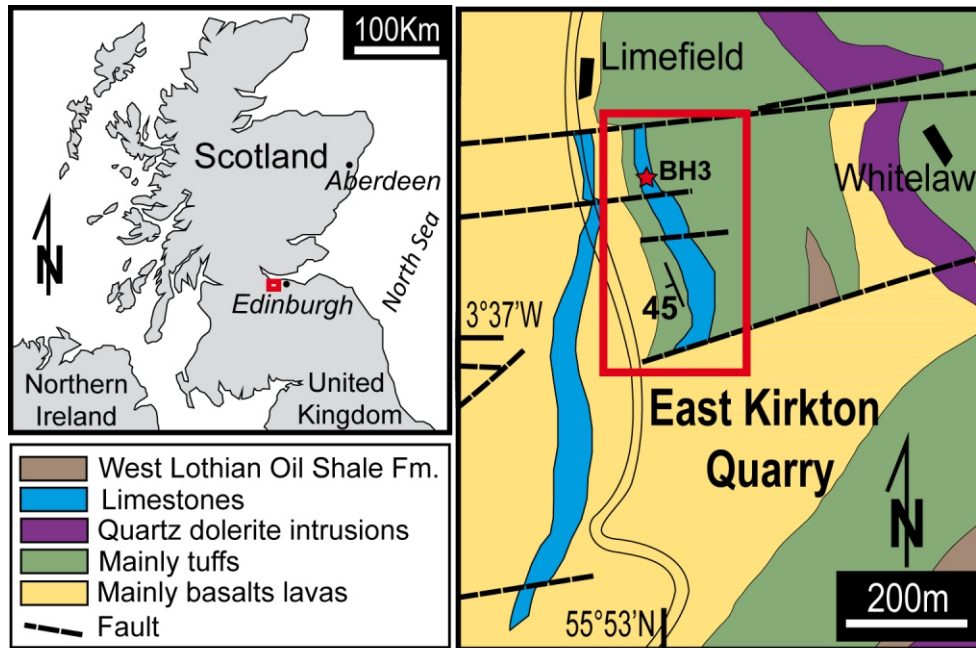 100Km
Scotland
Aberdeen
North Sea
N
Edinburgh
Northern
Ireland
United
Kingdom
West Lothian Oil Shale Fm.
Limestones
Quartz dolerite intrusions
Mainly tuffs
Mainly basalts lavas
Fault
Limefield
BH3
Whitelaw
45
3°37'W
East Kirkton
Quarry
N
200m
55°53'N